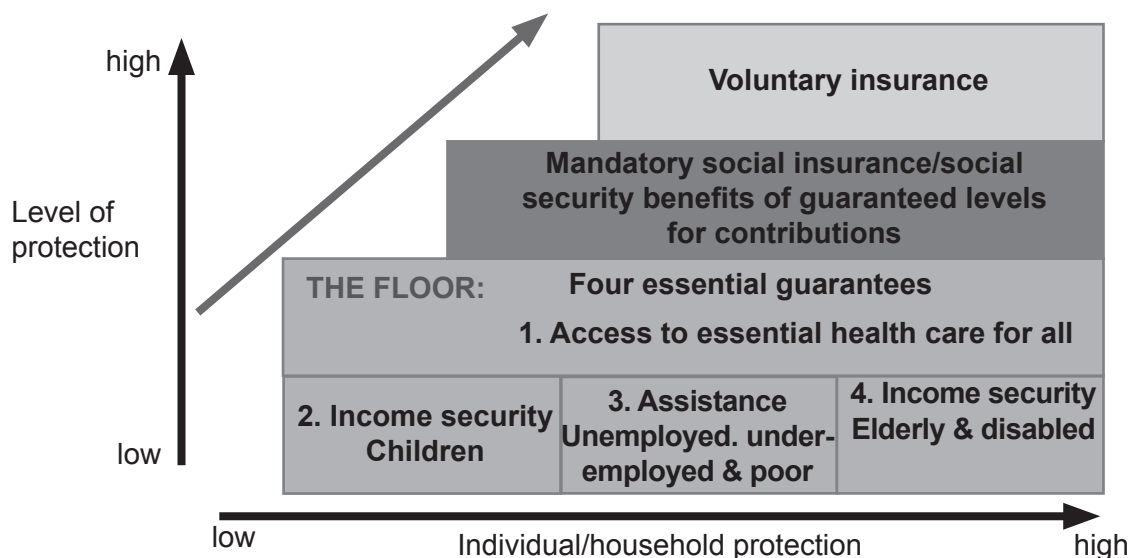 high
Voluntary insurance
Mandatory social insurance/social
security benefits of guaranteed levels
for contributions
Level of
protection
THE FLOOR: Four essential guarantees
1. Access to essential health care for all
2. Income security
Children
3. Assistance
Unemployed. under-
employed & poor
4. Income security
Elderly & disabled
low
low
Individual/household protection
high